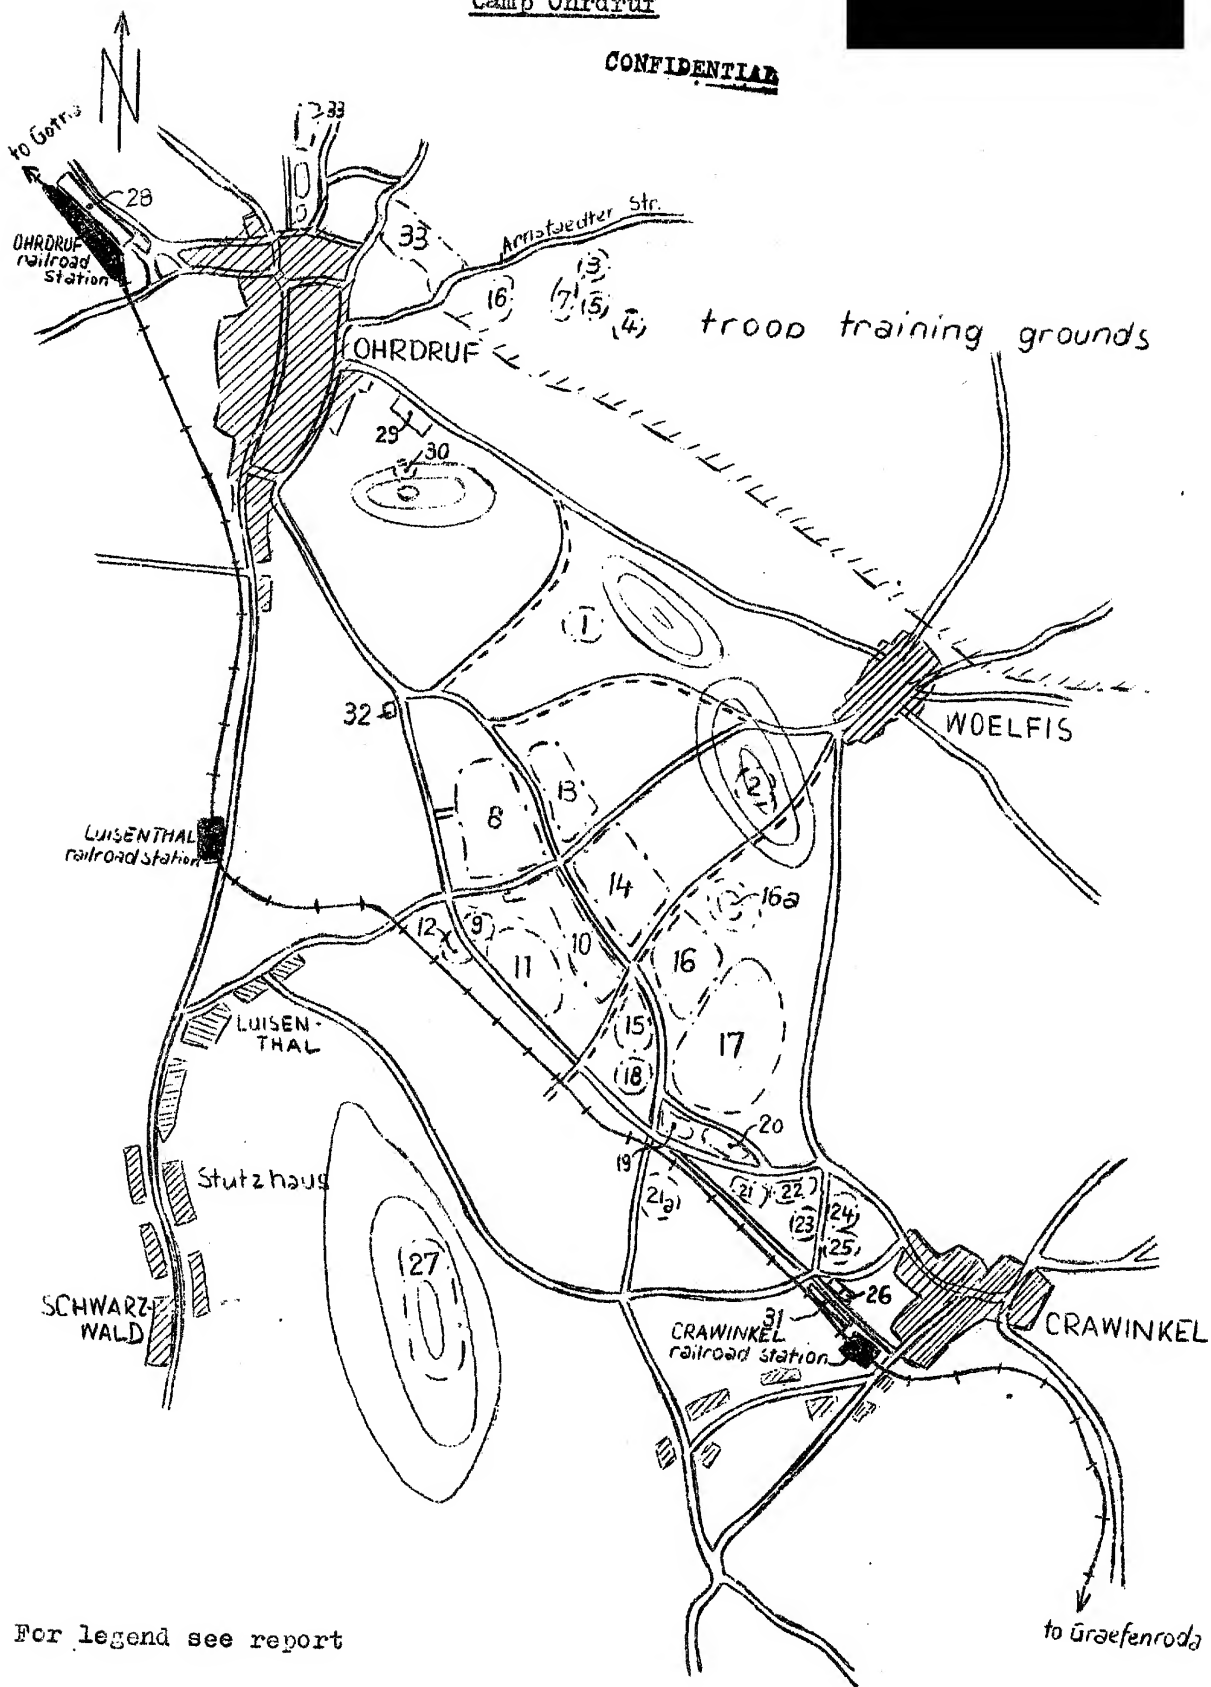 Camp Ohrdruf
CONFIDENTIAL
N
33
to Gotha
28
OHRDRUF
railroad
station
33
Arnstaedter Str.
3
16
7
5
4
troop training grounds
OHRDRUF
29
30
1
32
WOELFIS
13
2
8
LUISENTHAL
railroad station
14
16a
12
9
10
11
16
15
17
LUISEN-
THAL
18
20
19
Stutzhaus
21a
21
22
24
23
25
27
26
SCHWARZ-
WALD
31
CRAWINKEL
railroad station
CRAWINKEL
For legend see report
to Graefenroda